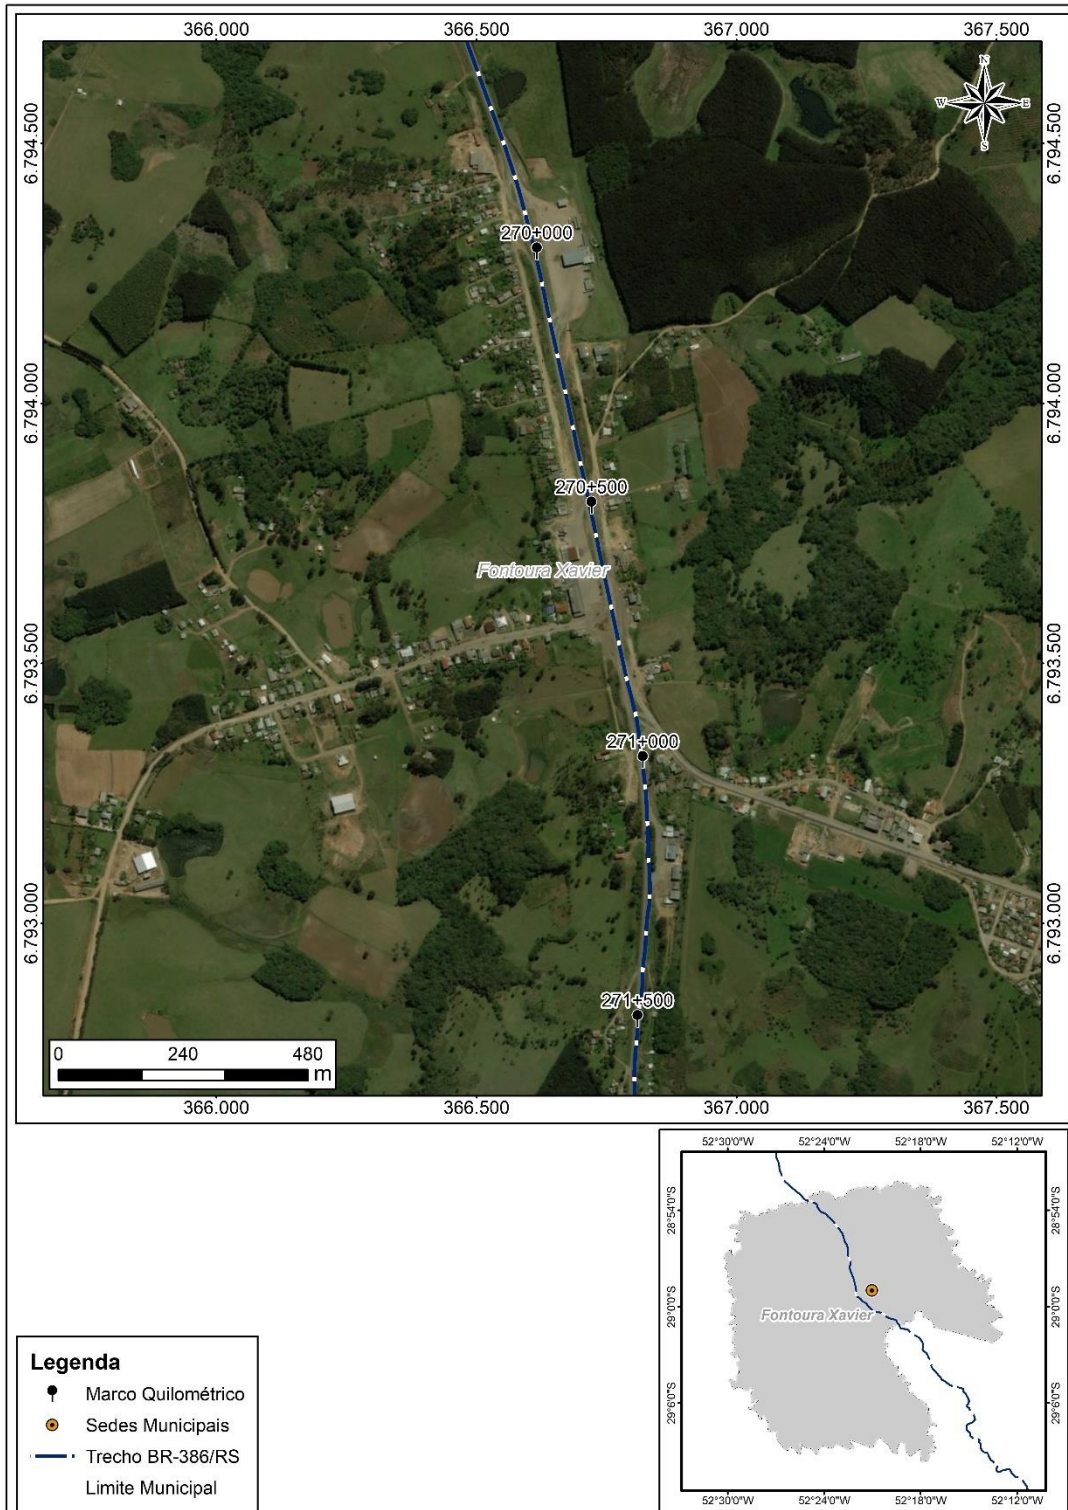 366.000 366.500 367.000 367.500
N
W E
S
6.794.500 6.794.500
270+000
6.794.000 6.794.000
270+500
Fontoura Xavier
6.793.500 6.793.500
271+000
6.793.000 6.793.000
271+500
0 240 480
m
366.000 366.500 367.000 367.500
52°30'0"W 52°24'0"W 52°18'0"W 52°12'0"W
28°54'0"S 28°54'0"S
29°0'0"S 29°0'0"S
Fontoura Xavier
29°6'0"S 29°6'0"S
52°30'0"W 52°24'0"W 52°18'0"W 52°12'0"W
Legenda
Marco Quilométrico
Sedes Municipais
Trecho BR-386/RS
Limite Municipal